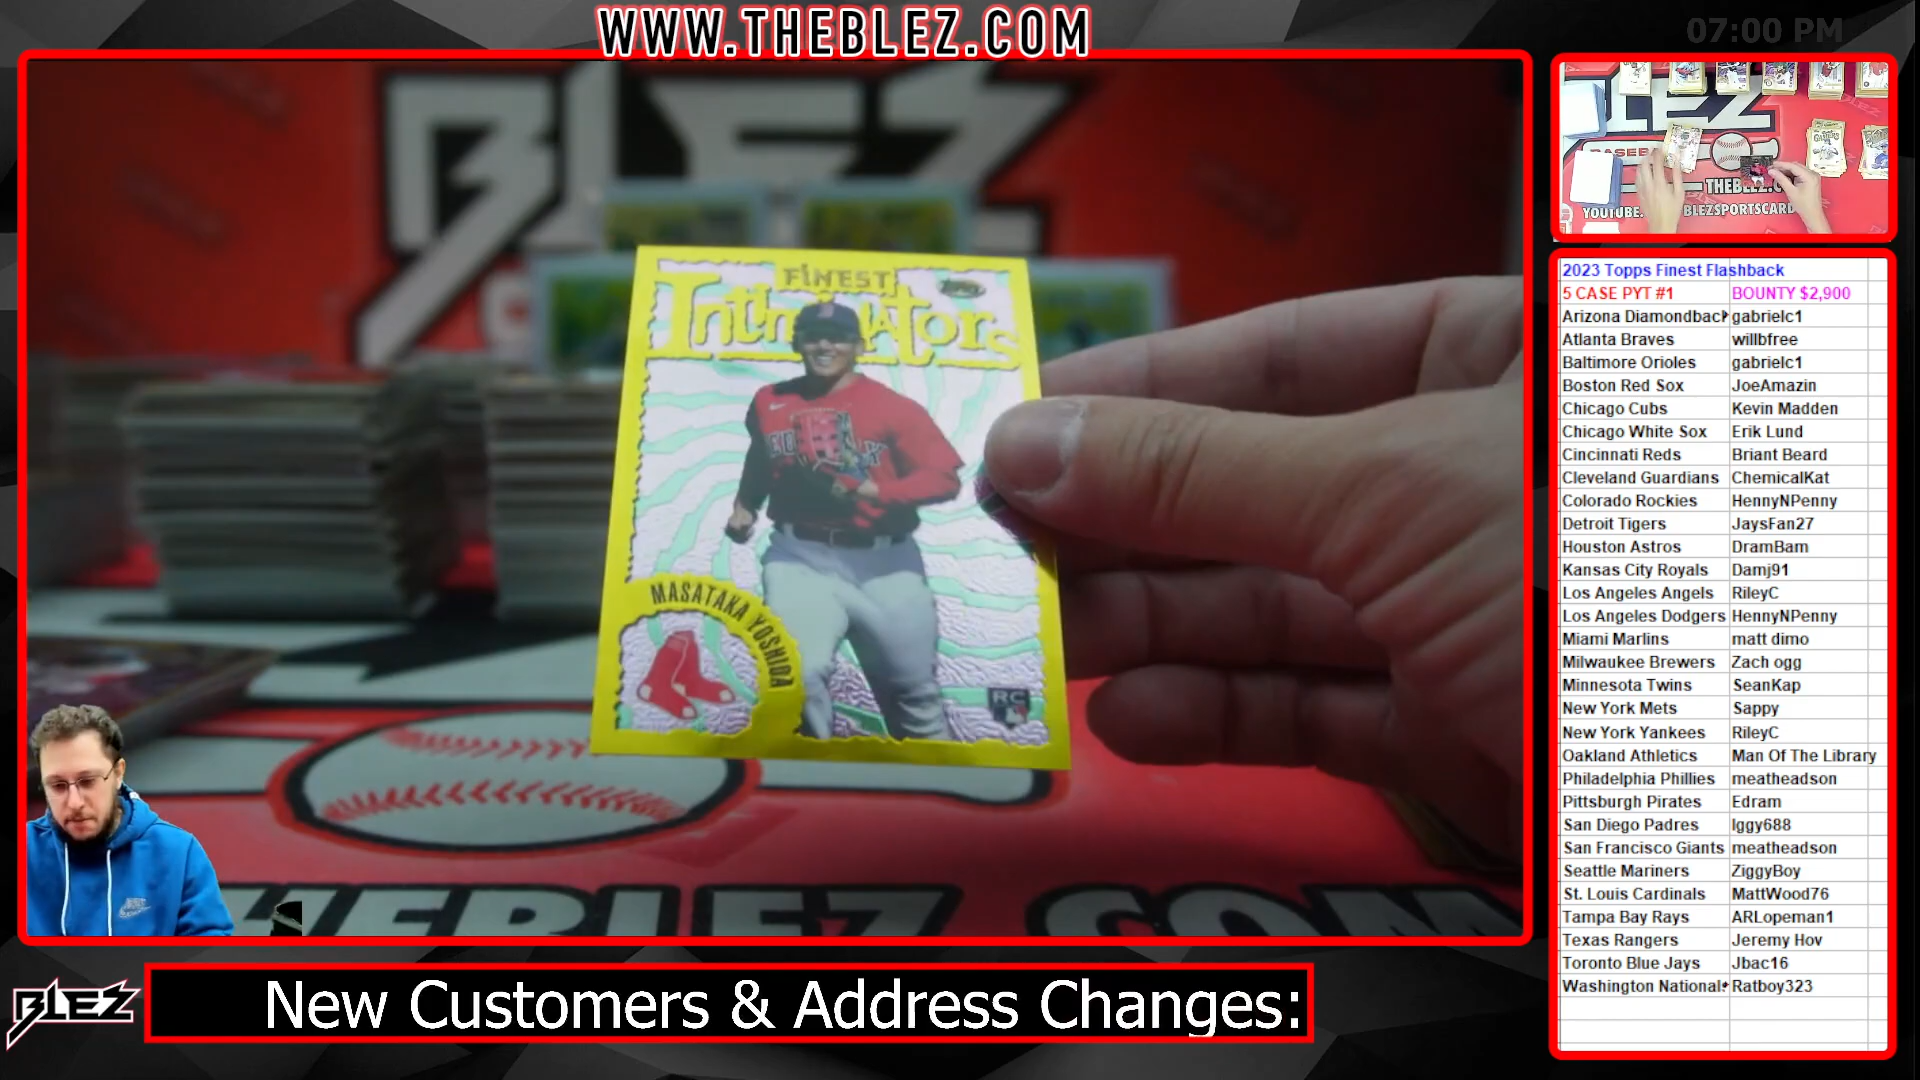 WWW.THEBLEZ.COM
07:00 PM
BLEZ
FINEST
Intimidators
MASATAKA YOSHIDA
RC
THEBLEZ.COM
BLEZ
BASEBA
THEBLEZ.C
YOUTUBE.
BLEZSPORTSCARD
2023 Topps Finest Flashback
5 CASE PYT #1 BOUNTY $2,900
Arizona Diamondback gabrielc1
Atlanta Braves willbfree
Baltimore Orioles gabrielc1
Boston Red Sox JoeAmazin
Chicago Cubs Kevin Madden
Chicago White Sox Erik Lund
Cincinnati Reds Briant Beard
Cleveland Guardians ChemicalKat
Colorado Rockies HennyNPenny
Detroit Tigers JaysFan27
Houston Astros DramBam
Kansas City Royals Damj91
Los Angeles Angels RileyC
Los Angeles Dodgers HennyNPenny
Miami Marlins matt dimo
Milwaukee Brewers Zach ogg
Minnesota Twins SeanKap
New York Mets Sappy
New York Yankees RileyC
Oakland Athletics Man Of The Library
Philadelphia Phillies meatheadson
Pittsburgh Pirates Edram
San Diego Padres Iggy688
San Francisco Giants meatheadson
Seattle Mariners ZiggyBoy
St. Louis Cardinals MattWood76
Tampa Bay Rays ARLopeman1
Texas Rangers Jeremy Hov
Toronto Blue Jays Jbac16
Washington Nationals Ratboy323
BLEZ
New Customers & Address Changes: